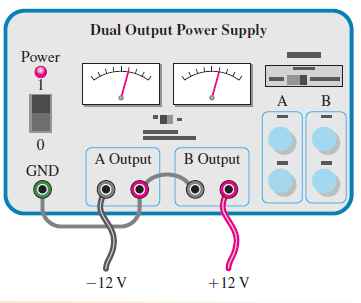 Dual Output Power Supply
Power
1
0
GND
A Output
B Output
A
B
−12 V
+12 V